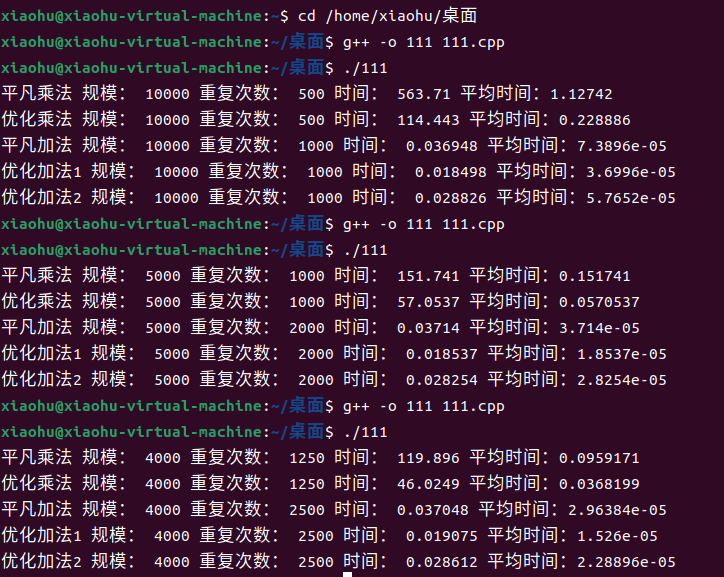 xiaohu@xiaohu-virtual-machine:~$ cd /home/xiaohu/桌面
xiaohu@xiaohu-virtual-machine:~/桌面$ g++ -o 111 111.cpp
xiaohu@xiaohu-virtual-machine:~/桌面$ ./111
平凡乘法 规模： 10000 重复次数： 500 时间： 563.71 平均时间：1.12742
优化乘法 规模： 10000 重复次数： 500 时间： 114.443 平均时间：0.228886
平凡加法 规模： 10000 重复次数： 1000 时间： 0.036948 平均时间：7.3896e-05
优化加法1 规模： 10000 重复次数： 1000 时间： 0.018498 平均时间：3.6996e-05
优化加法2 规模： 10000 重复次数： 1000 时间： 0.028826 平均时间：5.7652e-05
xiaohu@xiaohu-virtual-machine:~/桌面$ g++ -o 111 111.cpp
xiaohu@xiaohu-virtual-machine:~/桌面$ ./111
平凡乘法 规模： 5000 重复次数： 1000 时间： 151.741 平均时间：0.151741
优化乘法 规模： 5000 重复次数： 1000 时间： 57.0537 平均时间：0.0570537
平凡加法 规模： 5000 重复次数： 2000 时间： 0.03714 平均时间：3.714e-05
优化加法1 规模： 5000 重复次数： 2000 时间： 0.018537 平均时间：1.8537e-05
优化加法2 规模： 5000 重复次数： 2000 时间： 0.028254 平均时间：2.8254e-05
xiaohu@xiaohu-virtual-machine:~/桌面$ g++ -o 111 111.cpp
xiaohu@xiaohu-virtual-machine:~/桌面$ ./111
平凡乘法 规模： 4000 重复次数： 1250 时间： 119.896 平均时间：0.0959171
优化乘法 规模： 4000 重复次数： 1250 时间： 46.0249 平均时间：0.0368199
平凡加法 规模： 4000 重复次数： 2500 时间： 0.037048 平均时间：2.96384e-05
优化加法1 规模： 4000 重复次数： 2500 时间： 0.019075 平均时间：1.526e-05
优化加法2 规模： 4000 重复次数： 2500 时间： 0.028612 平均时间：2.28896e-05